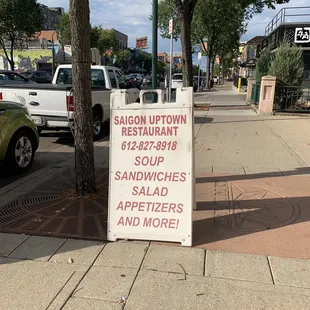 SAIGON UPTOWN
RESTAURANT
612-827-8918
SOUP
SANDWICHES
SALAD
APPETIZERS
AND MORE!